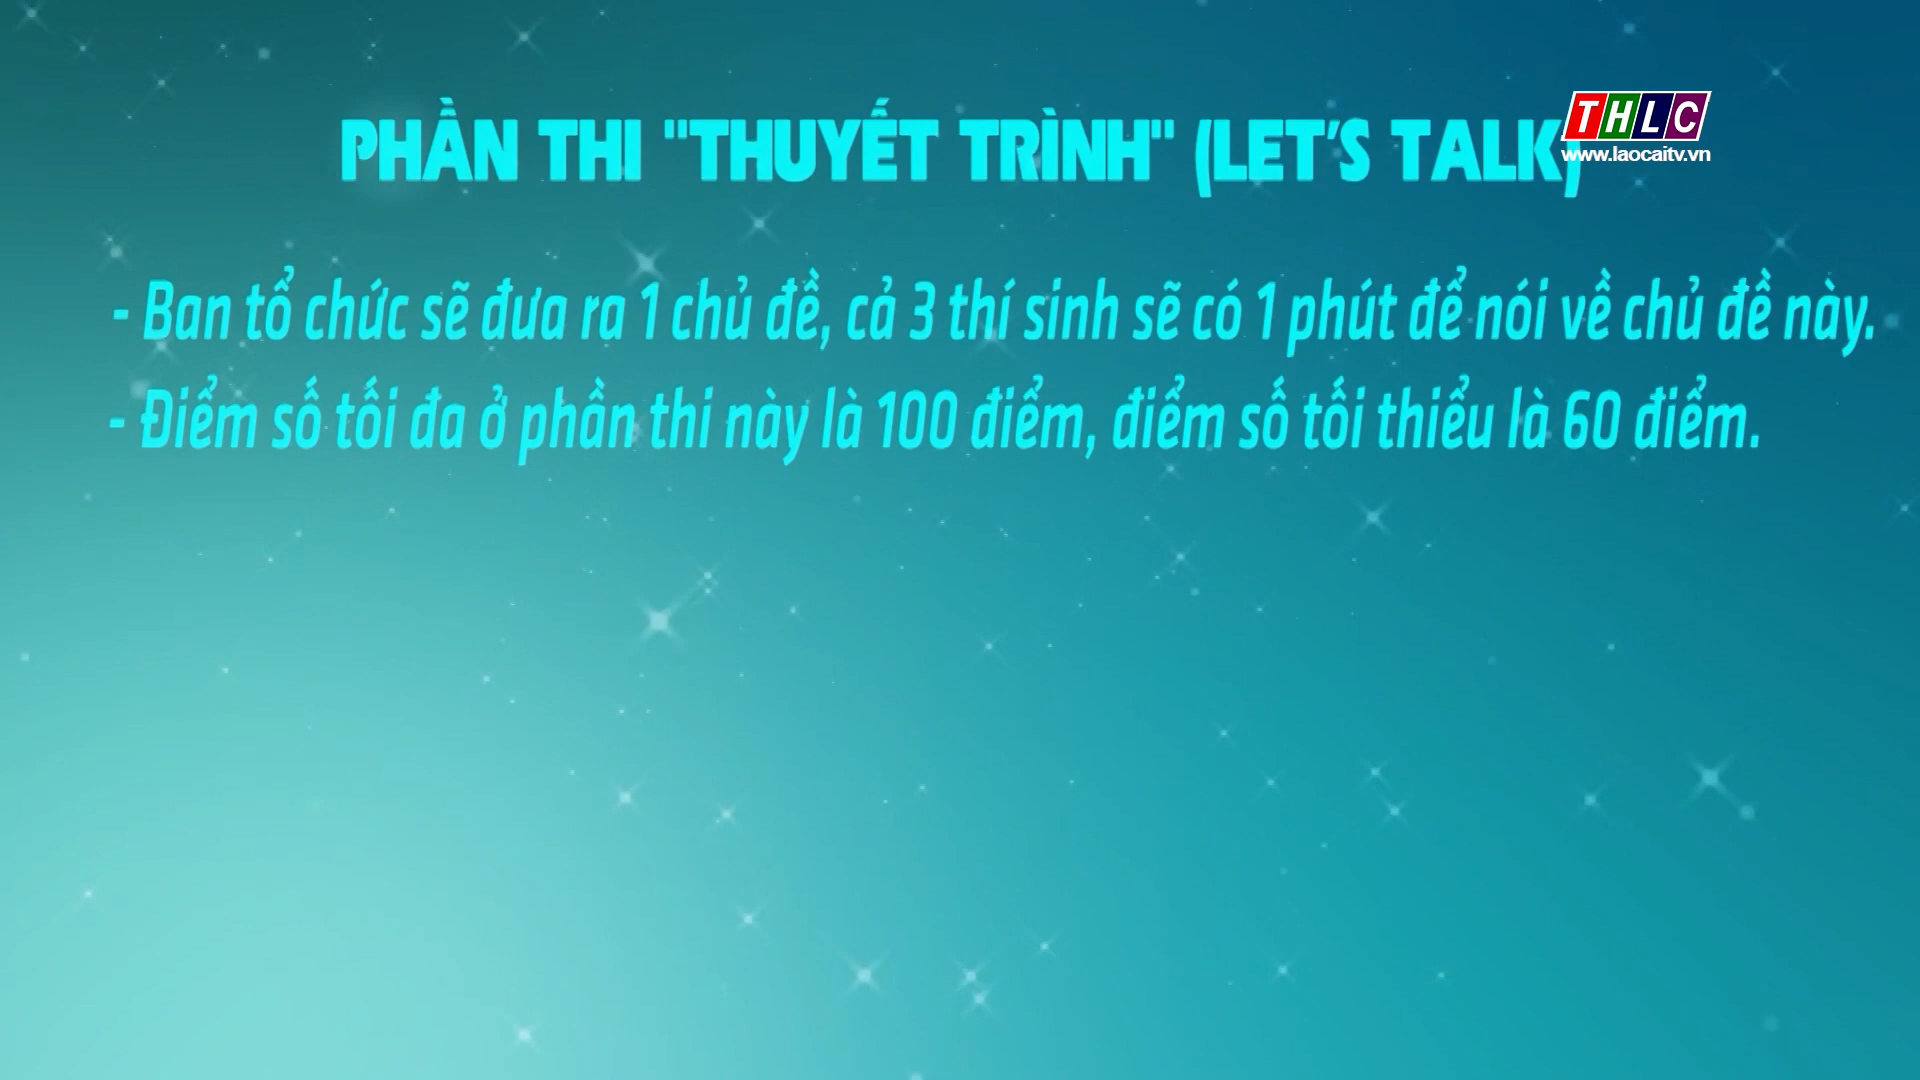 PHẦN THI "THUYẾT TRÌNH" (LET'S TALK)
THLC
www.laocaitv.vn
- Ban tổ chức sẽ đưa ra 1 chủ đề, cả 3 thí sinh sẽ có 1 phút để nói về chủ đề này.
- Điểm số tối đa ở phần thi này là 100 điểm, điểm số tối thiểu là 60 điểm.